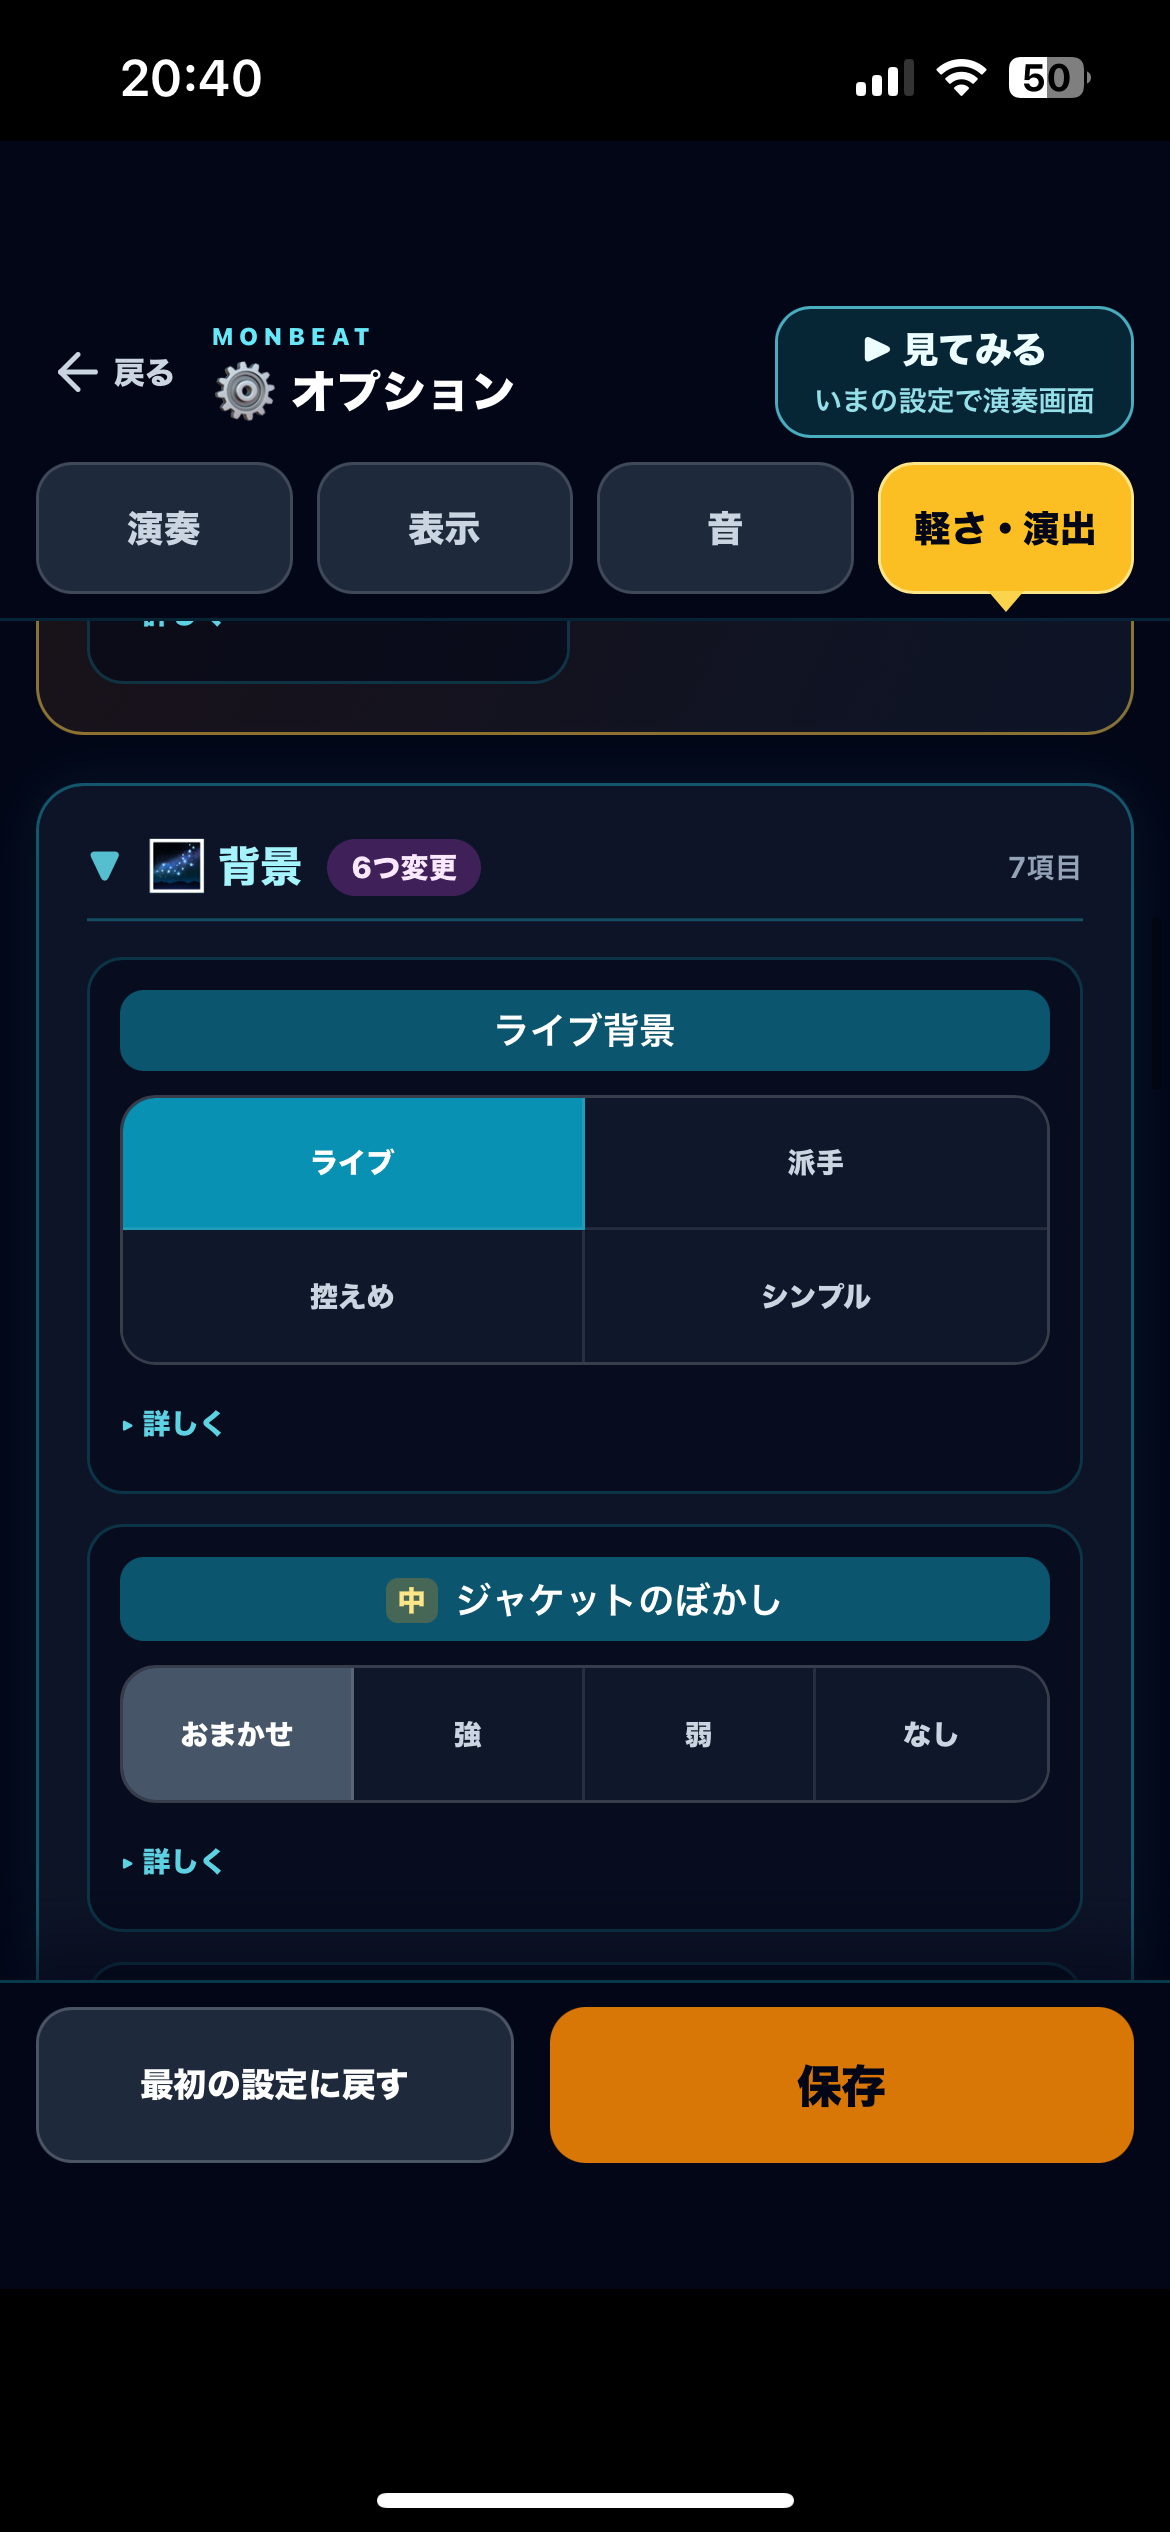 20:40
50
MONBEAT
← 戻る
⚙️ オプション
▶ 見てみる
いまの設定で演奏画面
演奏
表示
音
軽さ・演出
▼ 背景 6つ変更 7項目
ライブ背景
ライブ
派手
控えめ
シンプル
▸ 詳しく
中 ジャケットのぼかし
おまかせ
強
弱
なし
▸ 詳しく
最初の設定に戻す
保存